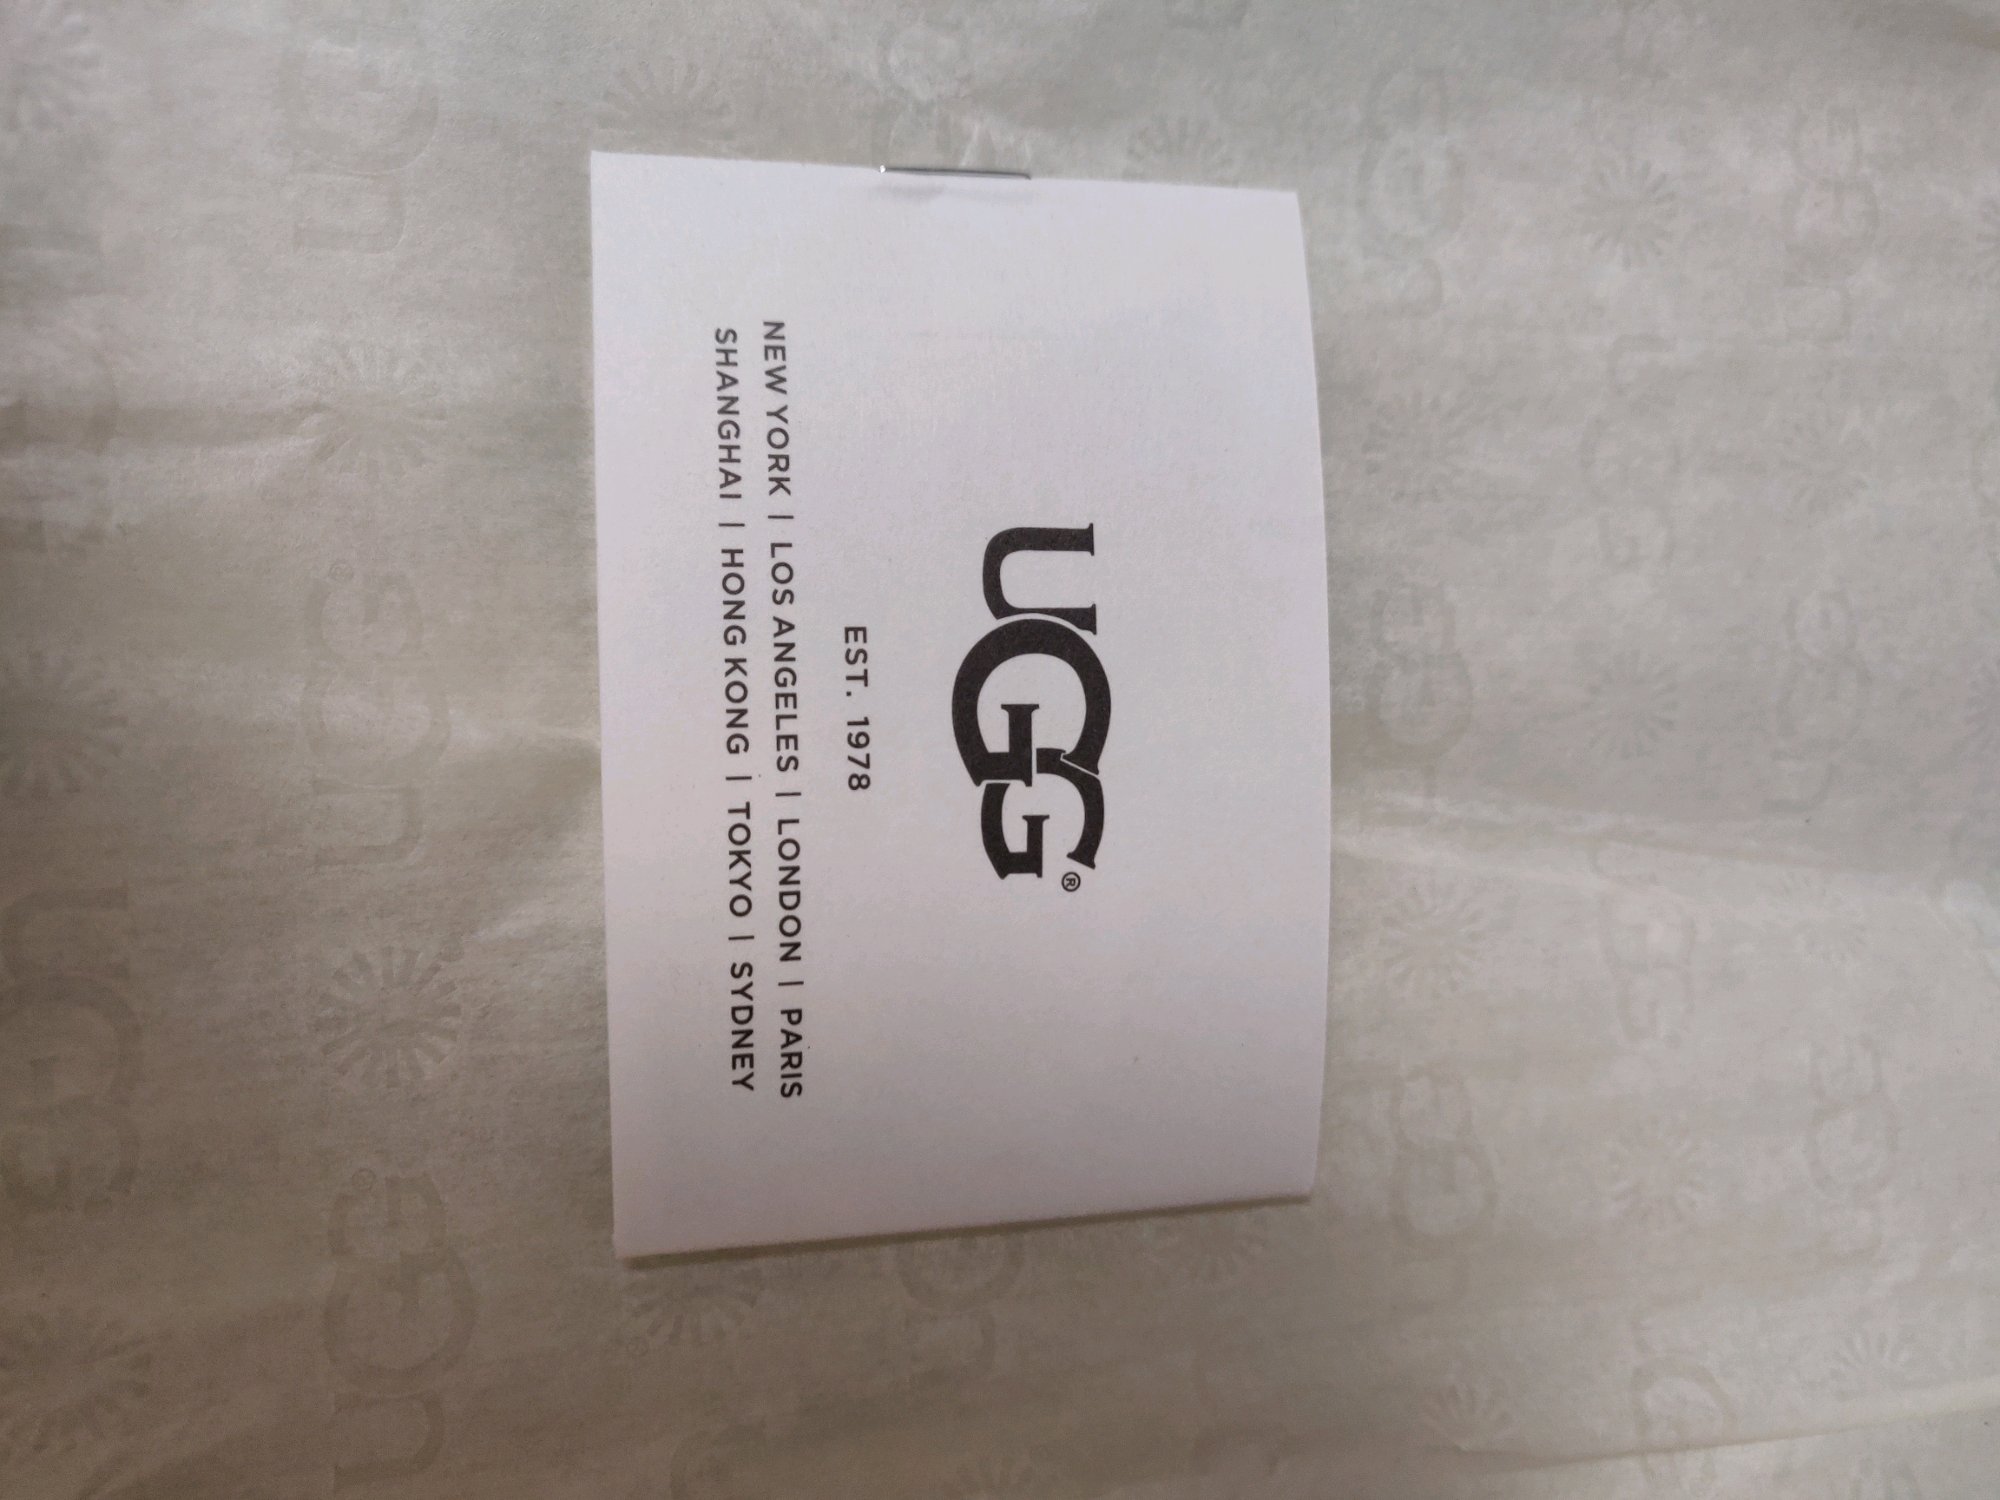 UGG®
EST. 1978
NEW YORK | LOS ANGELES | LONDON | PARIS
SHANGHAI | HONG KONG | TOKYO | SYDNEY